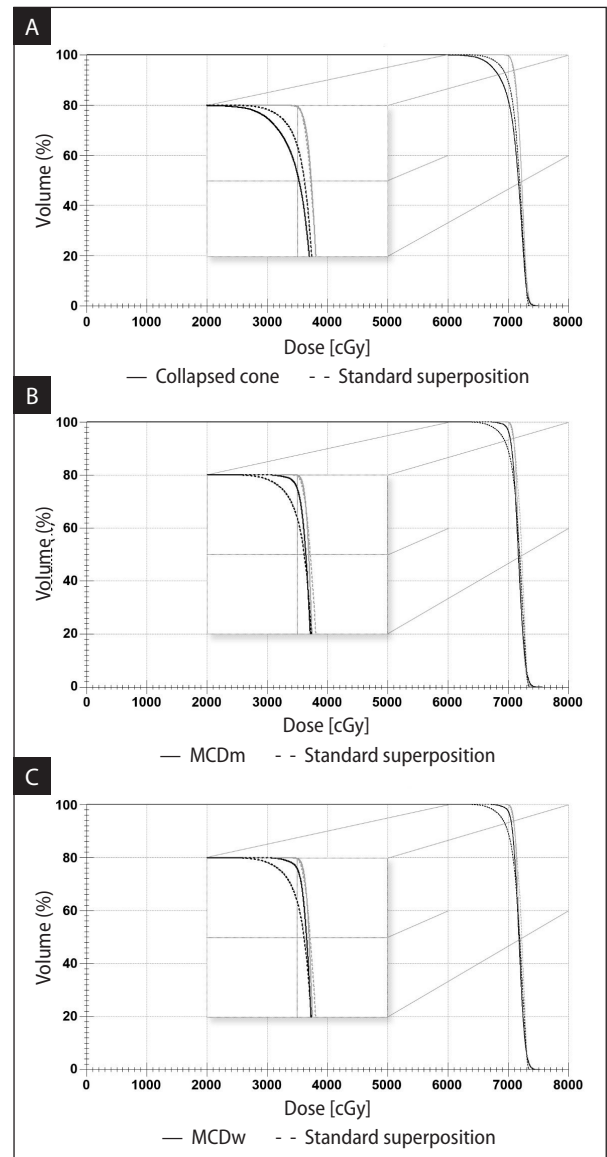 A
Volume (%)
100
80
60
40
20
0
0 1000 2000 3000 4000 5000 6000 7000 8000
Dose [cGy]
— Collapsed cone - - Standard superposition
B
Volume (%)
100
80
60
40
20
0
0 1000 2000 3000 4000 5000 6000 7000 8000
Dose [cGy]
— MCDm - - Standard superposition
C
Volume (%)
100
80
60
40
20
0
0 1000 2000 3000 4000 5000 6000 7000 8000
Dose [cGy]
— MCDw - - Standard superposition